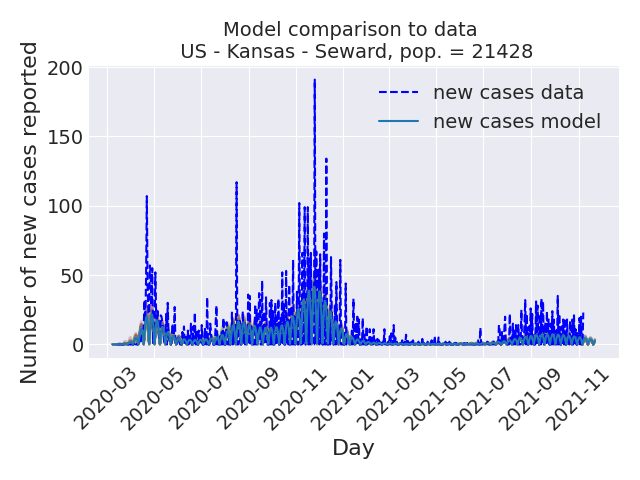 Model comparison to data
US - Kansas - Seward, pop. = 21428
Number of new cases reported
200
150
100
50
0
new cases data
new cases model
2020-03
2020-05
2020-07
2020-09
2020-11
2021-01
2021-03
2021-05
2021-07
2021-09
2021-11
Day